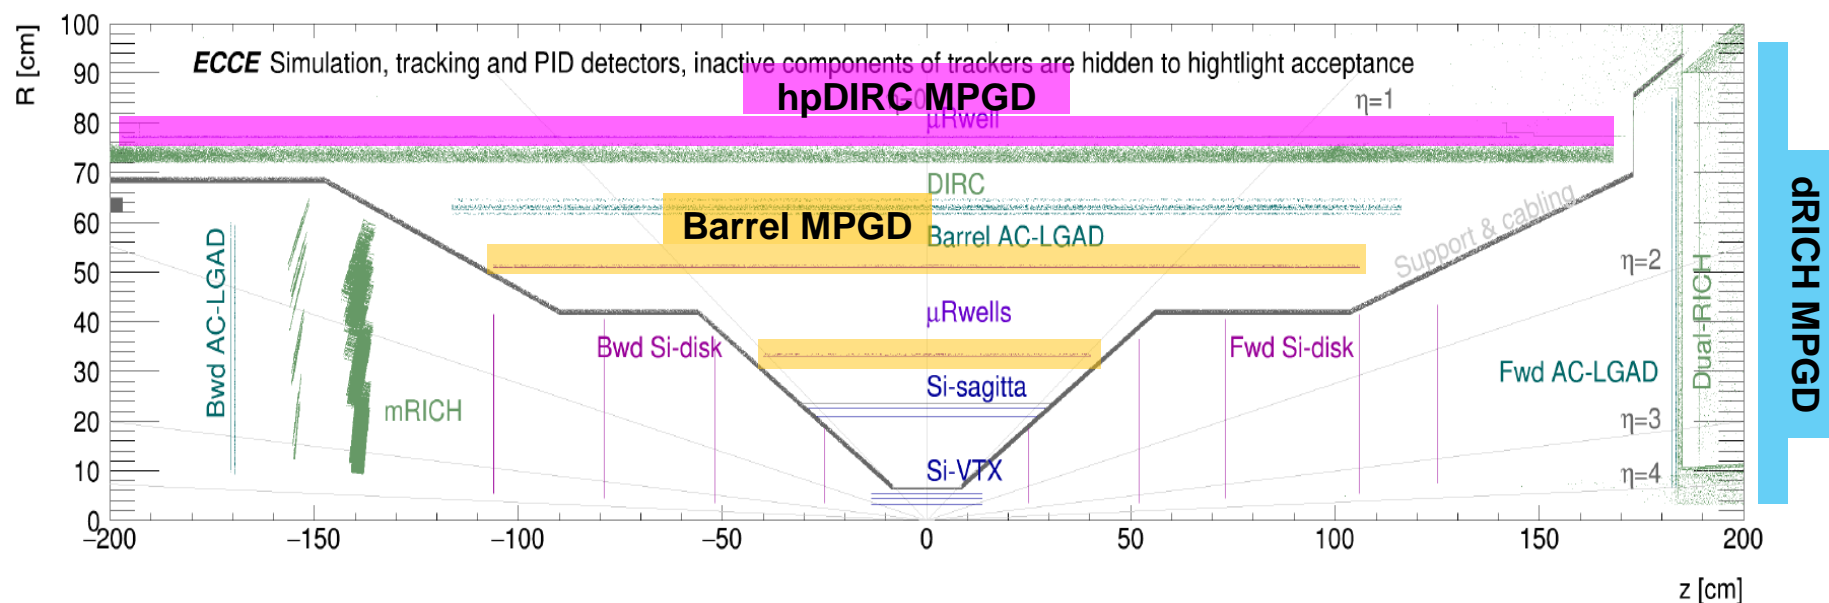 R [cm]
100
90
80
70
60
50
40
30
20
10
0
ECCE Simulation, tracking and PID detectors, inactive components of trackers are hidden to hightlight acceptance
hpDIRC MPGD
η=0
η=1
μRwell
DIRC
Barrel MPGD
Barrel AC-LGAD
Support & cabling
η=2
μRwells
Bwd AC-LGAD
Bwd Si-disk
Fwd Si-disk
Si-sagitta
Fwd AC-LGAD
Dual-RICH
dRICH MPGD
mRICH
η=3
Si-VTX
η=4
−200
−150
−100
−50
0
50
100
150
200
z [cm]